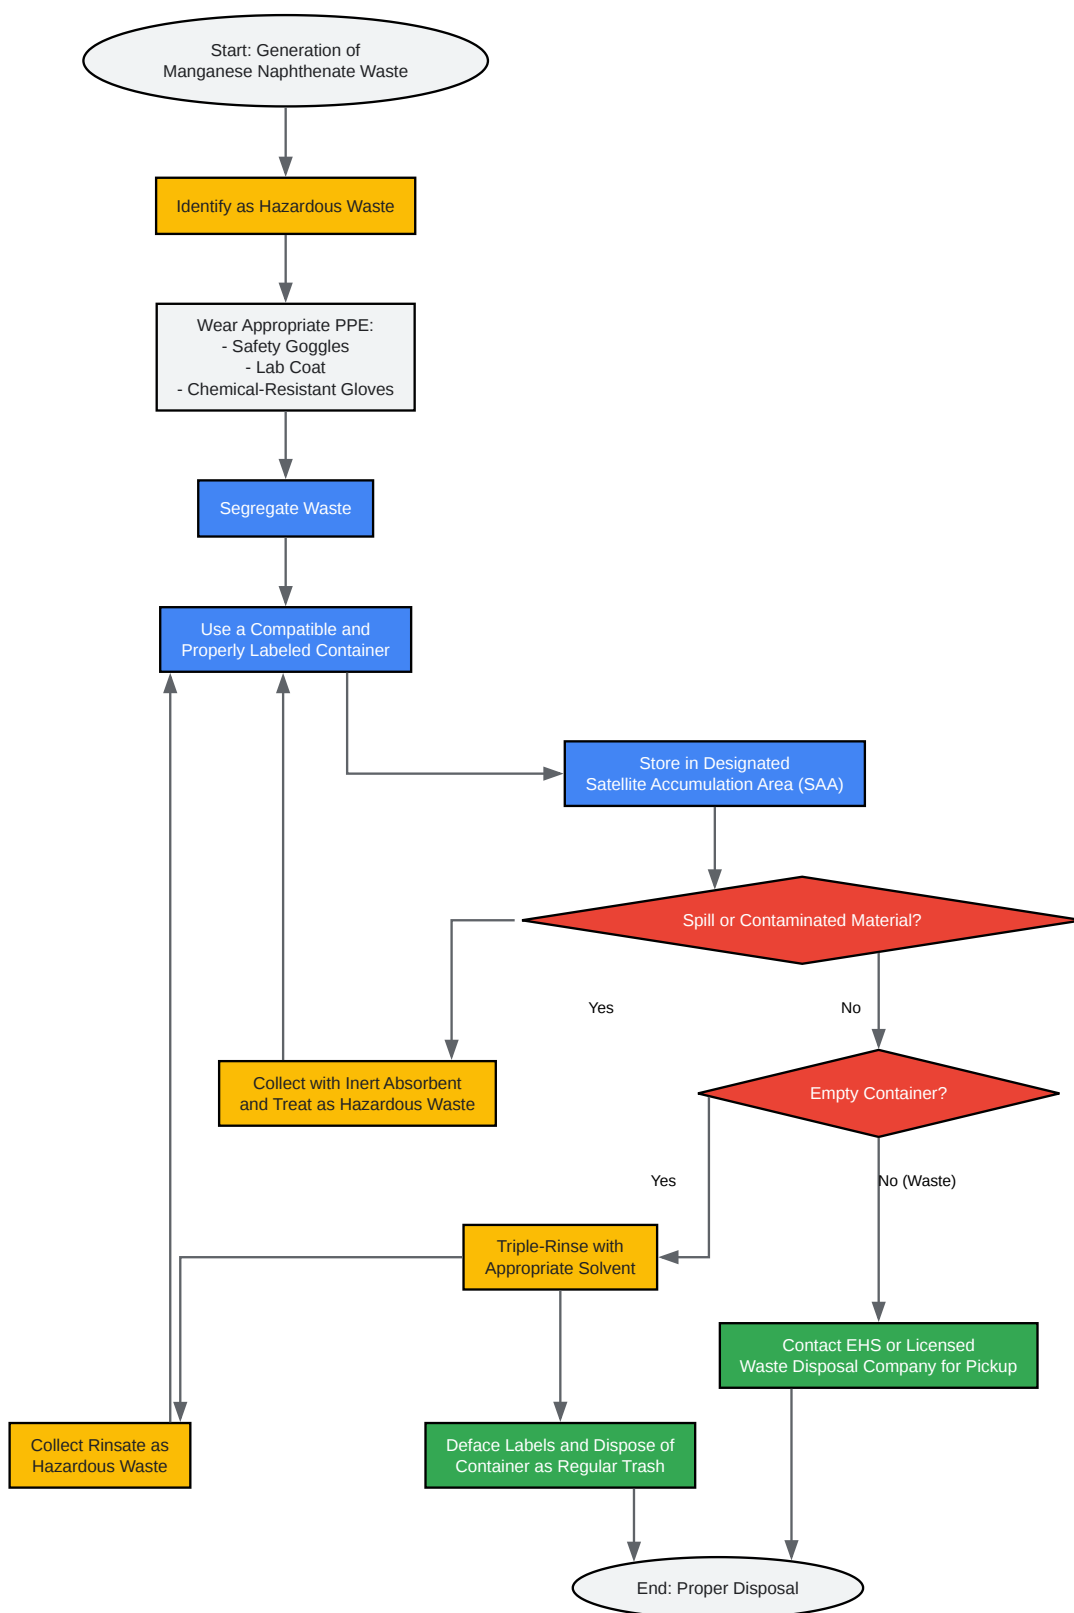 Start: Generation of
Manganese Naphthenate Waste
Identify as Hazardous Waste
Wear Appropriate PPE:
- Safety Goggles
- Lab Coat
- Chemical-Resistant Gloves
Segregate Waste
Use a Compatible and
Properly Labeled Container
Store in Designated
Satellite Accumulation Area (SAA)
Spill or Contaminated Material?
Yes
No
Collect with Inert Absorbent
and Treat as Hazardous Waste
Empty Container?
Yes
No (Waste)
Triple-Rinse with
Appropriate Solvent
Contact EHS or Licensed
Waste Disposal Company for Pickup
Collect Rinsate as
Hazardous Waste
Deface Labels and Dispose of
Container as Regular Trash
End: Proper Disposal